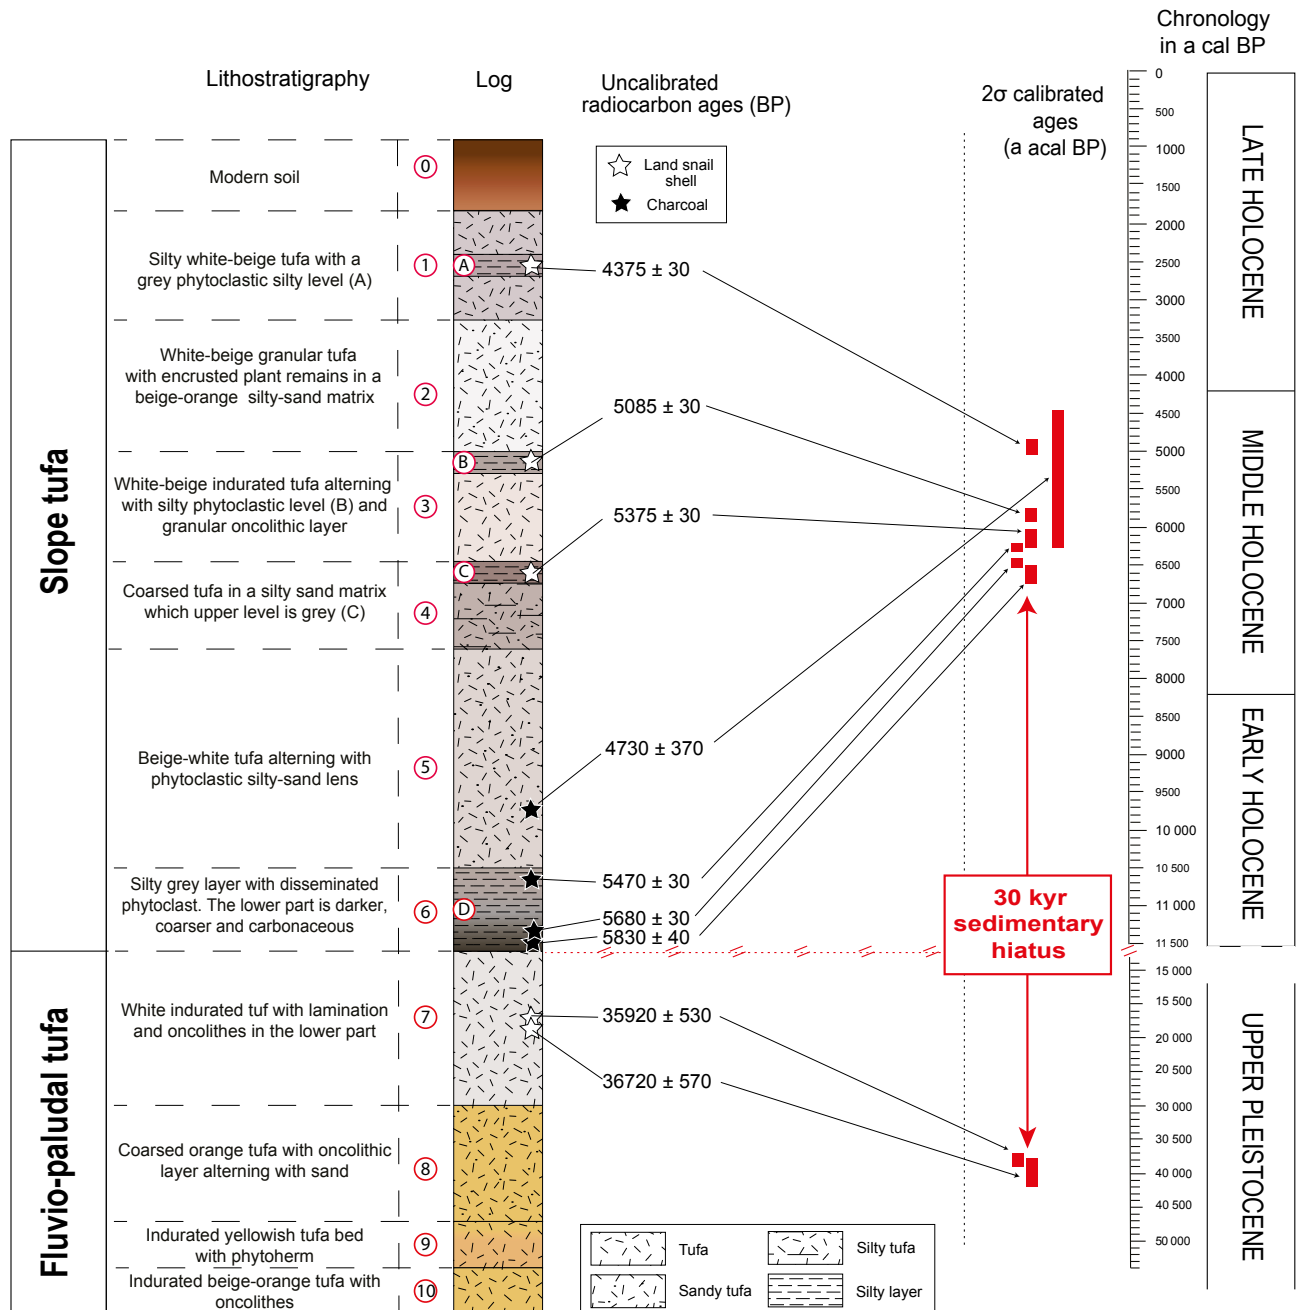 Chronology
in a cal BP
Lithostratigraphy
Log
Uncalibrated
radiocarbon ages (BP)
2σ calibrated
ages
(a acal BP)
Land snail
shell
Charcoal
Slope tufa
Fluvio-paludal tufa
Modern soil
0
Silty white-beige tufa with a
grey phytoclastic silty level (A)
1
A
4375 ± 30
White-beige granular tufa
with encrusted plant remains in a
beige-orange silty-sand matrix
2
5085 ± 30
B
White-beige indurated tufa alterning
with silty phytoclastic level (B) and
granular oncolithic layer
3
5375 ± 30
C
Coarsed tufa in a silty sand matrix
which upper level is grey (C)
4
Beige-white tufa alterning with
phytoclastic silty-sand lens
5
4730 ± 370
Silty grey layer with disseminated
phytoclast. The lower part is darker,
coarser and carbonaceous
6
D
5470 ± 30
5680 ± 30
5830 ± 40
30 kyr
sedimentary
hiatus
White indurated tuf with lamination
and oncolithes in the lower part
7
35920 ± 530
36720 ± 570
Coarsed orange tufa with oncolithic
layer alterning with sand
8
Indurated yellowish tufa bed
with phytoherm
9
Indurated beige-orange tufa with
oncolithes
10
Tufa
Silty tufa
Sandy tufa
Silty layer
0
500
1000
1500
2000
2500
3000
3500
4000
4500
5000
5500
6000
6500
7000
7500
8000
8500
9000
9500
10 000
10 500
11 000
11 500
15 000
15 500
20 000
20 500
30 000
30 500
40 000
40 500
50 000
LATE HOLOCENE
MIDDLE HOLOCENE
EARLY HOLOCENE
UPPER PLEISTOCENE